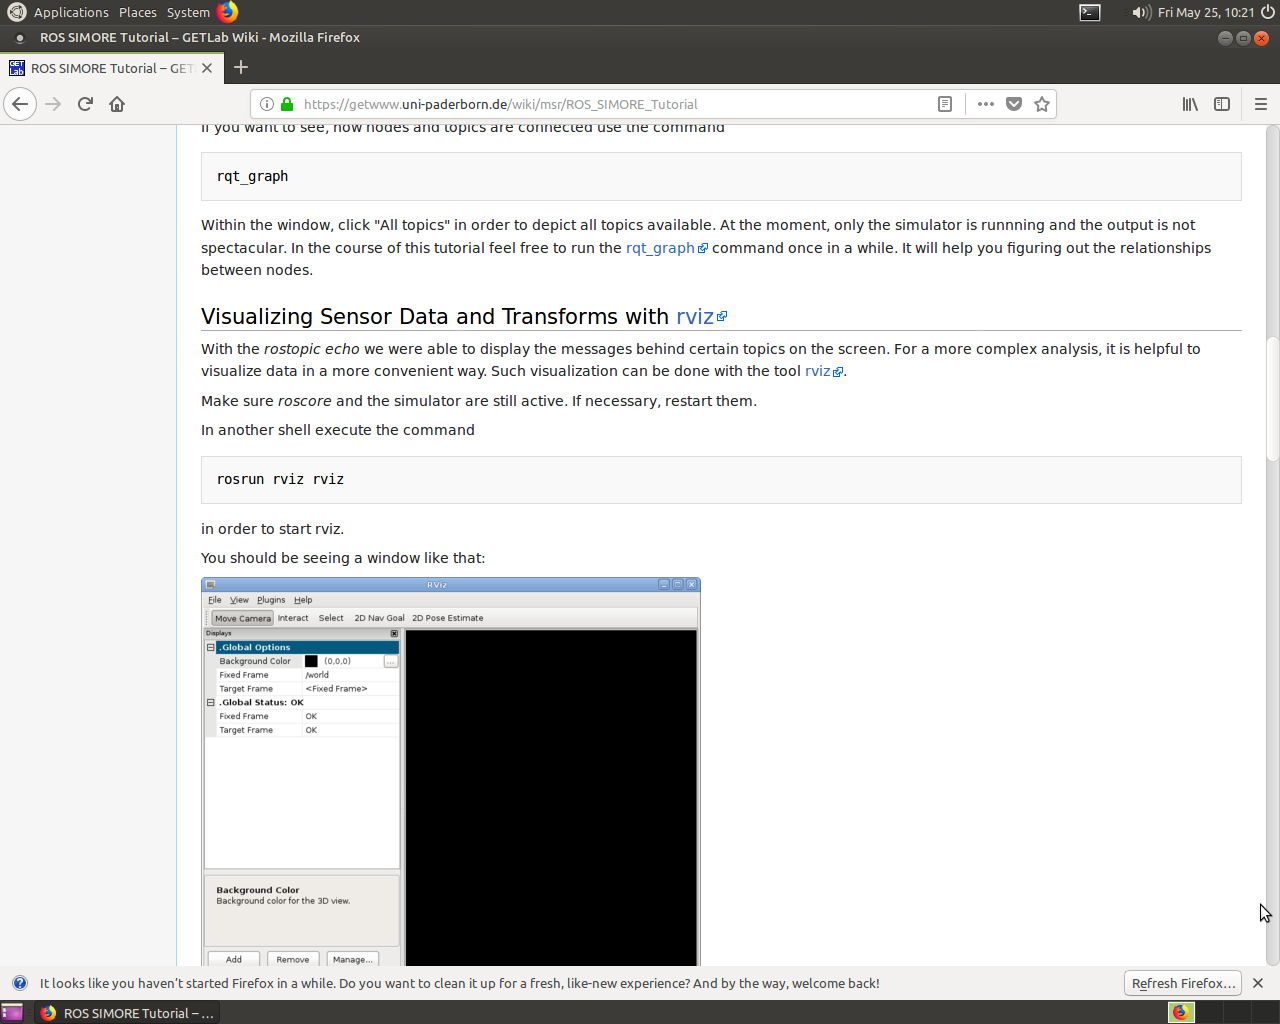 Applications Places System Fri May 25, 10:21
ROS SIMORE Tutorial – GETLab Wiki - Mozilla Firefox
GET Lab ROS SIMORE Tutorial – GET
https://getwww.uni-paderborn.de/wiki/msr/ROS_SIMORE_Tutorial
If you want to see, how nodes and topics are connected use the command
rqt_graph
Within the window, click "All topics" in order to depict all topics available. At the moment, only the simulator is runnning and the output is not
spectacular. In the course of this tutorial feel free to run the rqt_graph command once in a while. It will help you figuring out the relationships
between nodes.
Visualizing Sensor Data and Transforms with rviz
With the rostopic echo we were able to display the messages behind certain topics on the screen. For a more complex analysis, it is helpful to
visualize data in a more convenient way. Such visualization can be done with the tool rviz.
Make sure roscore and the simulator are still active. If necessary, restart them.
In another shell execute the command
rosrun rviz rviz
in order to start rviz.
You should be seeing a window like that:
RViz
File View Plugins Help
Move Camera Interact Select 2D Nav Goal 2D Pose Estimate
Displays
.Global Options
Background Color (0,0,0) ...
Fixed Frame /world
Target Frame <Fixed Frame>
.Global Status: OK
Fixed Frame OK
Target Frame OK
Background Color
Background color for the 3D view.
Add Remove Manage...
It looks like you haven't started Firefox in a while. Do you want to clean it up for a fresh, like-new experience? And by the way, welcome back! Refresh Firefox…
ROS SIMORE Tutorial – …